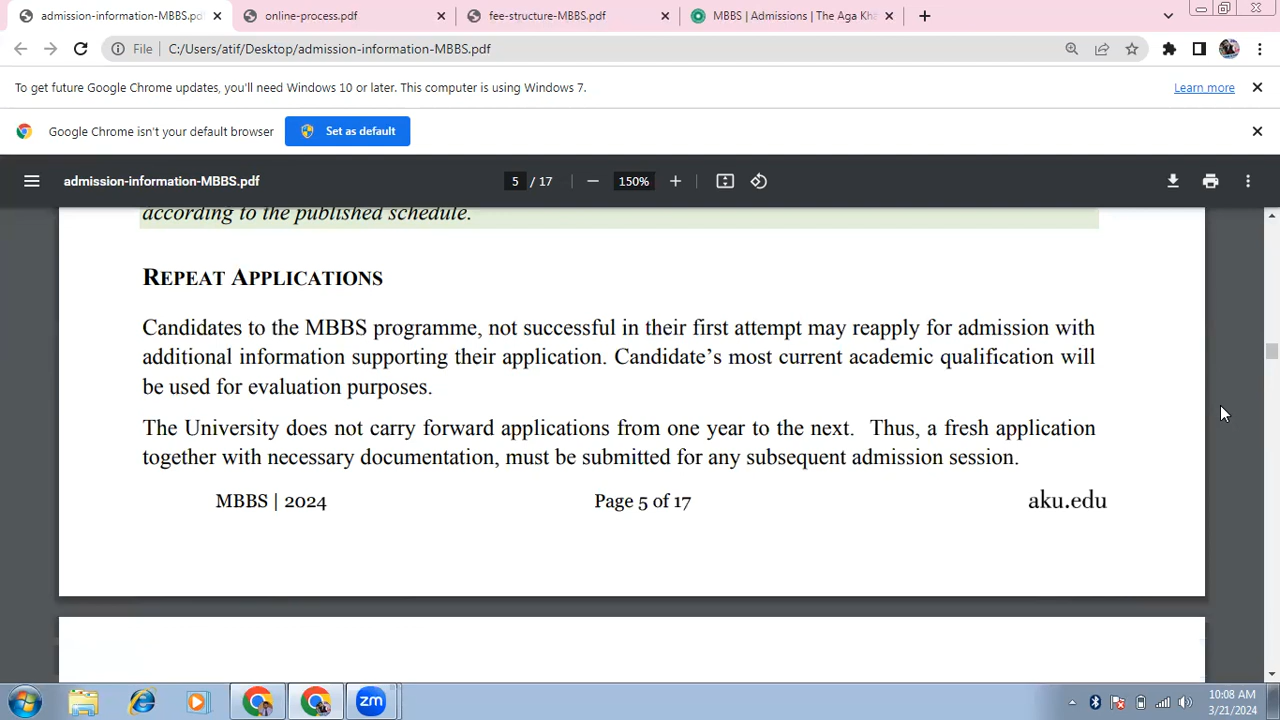 admission-information-MBBS.pd
online-process.pdf
fee-structure-MBBS.pdf
MBBS | Admissions | The Aga Kha
File
C:/Users/atif/Desktop/admission-information-MBBS.pdf
To get future Google Chrome updates, you'll need Windows 10 or later. This computer is using Windows 7.
Learn more
Google Chrome isn't your default browser
Set as default
admission-information-MBBS.pdf
5 / 17
150%
according to the published schedule.
REPEAT APPLICATIONS
Candidates to the MBBS programme, not successful in their first attempt may reapply for admission with
additional information supporting their application. Candidate's most current academic qualification will
be used for evaluation purposes.
The University does not carry forward applications from one year to the next. Thus, a fresh application
together with necessary documentation, must be submitted for any subsequent admission session.
MBBS | 2024
Page 5 of 17
aku.edu
zm
10:08 AM
3/21/2024